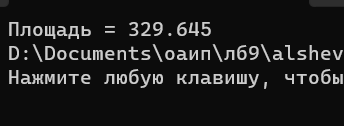 Площадь = 329.645
D:\Documents\оаип\лб9\alshev
Нажмите любую клавишу, чтобы